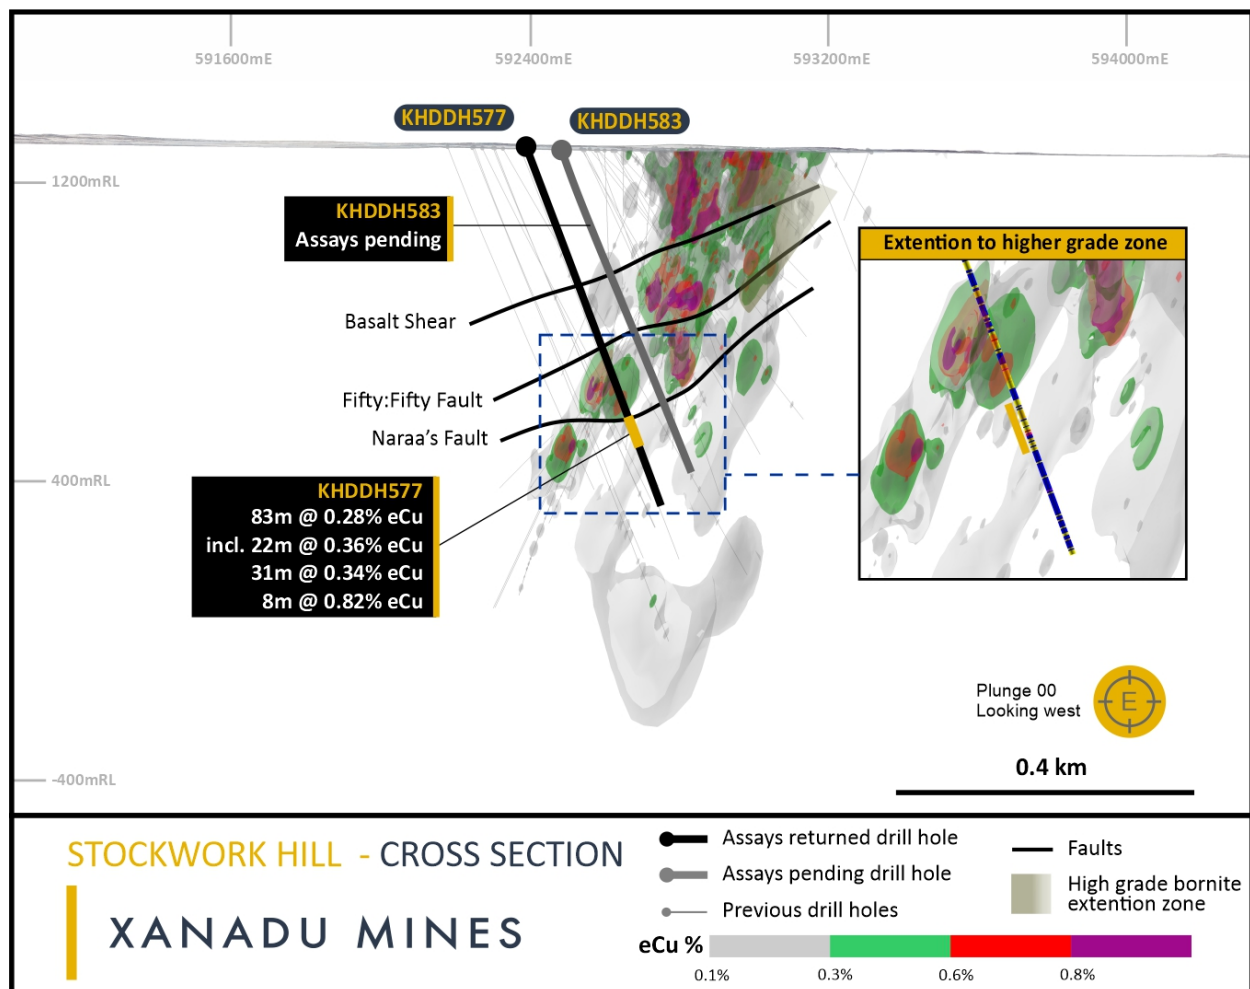 591600mE
592400mE
593200mE
594000mE
KHDDH577
KHDDH583
1200mRL
KHDDH583
Assays pending
Extention to higher grade zone
Basalt Shear
Fifty:Fifty Fault
Naraa's Fault
400mRL
KHDDH577
83m @ 0.28% eCu
incl. 22m @ 0.36% eCu
31m @ 0.34% eCu
8m @ 0.82% eCu
Plunge 00
Looking west
E
0.4 km
-400mRL
STOCKWORK HILL - CROSS SECTION
XANADU MINES
Assays returned drill hole
Assays pending drill hole
Previous drill holes
Faults
High grade bornite
extention zone
eCu %
0.1%
0.3%
0.6%
0.8%